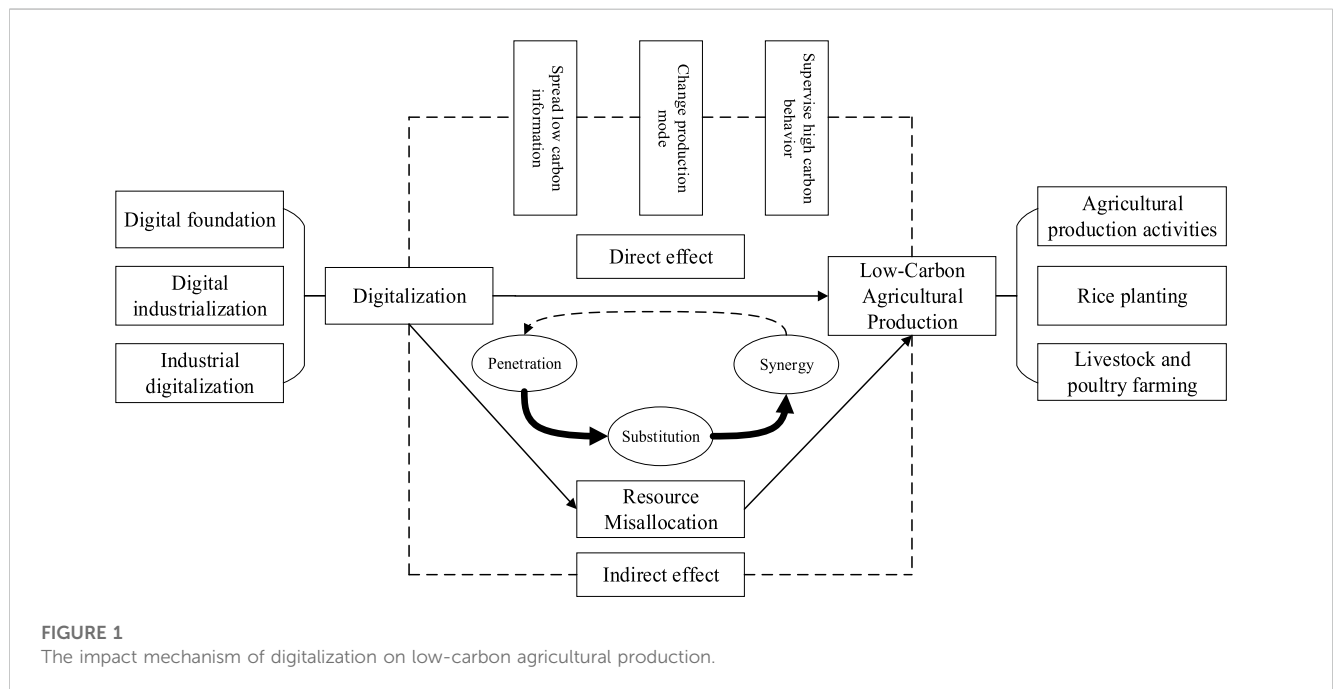 Spread low carbon
information
Change production
mode
Supervise high carbon
behavior
Digital foundation
Digital
industrialization
Industrial
digitalization
Digitalization
Direct effect
Low-Carbon
Agricultural
Production
Agricultural
production activities
Rice planting
Livestock and
poultry farming
Penetration
Synergy
Substitution
Resource
Misallocation
Indirect effect
FIGURE 1
The impact mechanism of digitalization on low-carbon agricultural production.